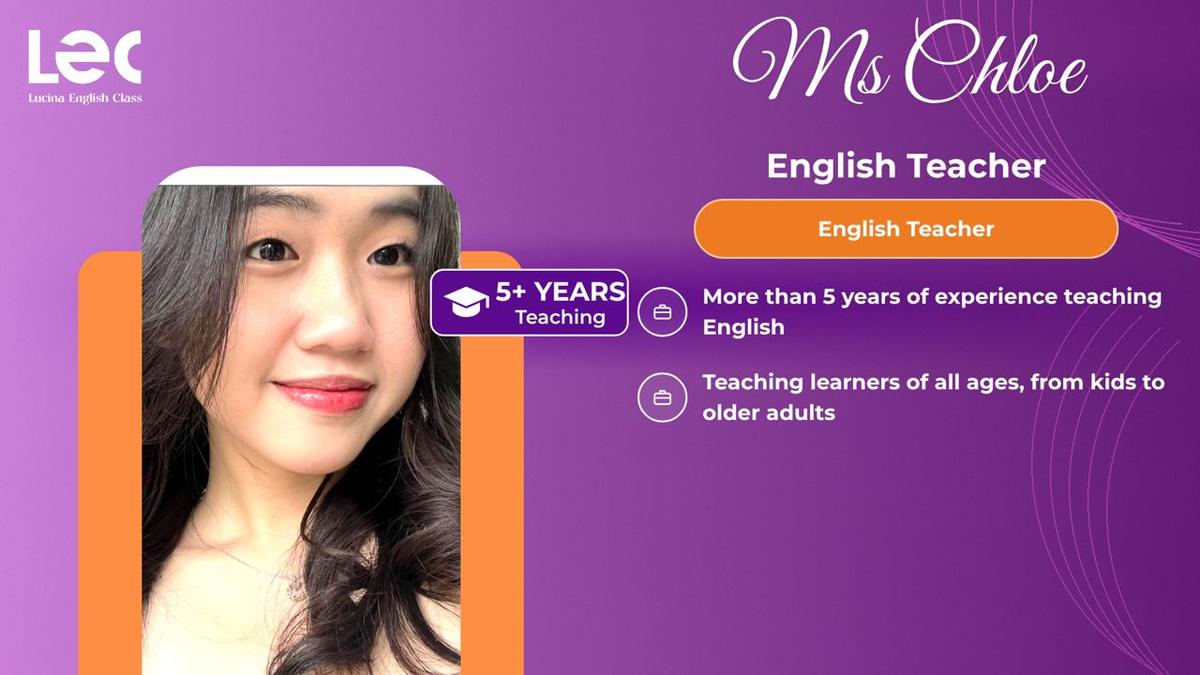 LEC
Lucina English Class
Ms Chloe
English Teacher
English Teacher
5+ YEARS
Teaching
More than 5 years of experience teaching
English
Teaching learners of all ages, from kids to
older adults